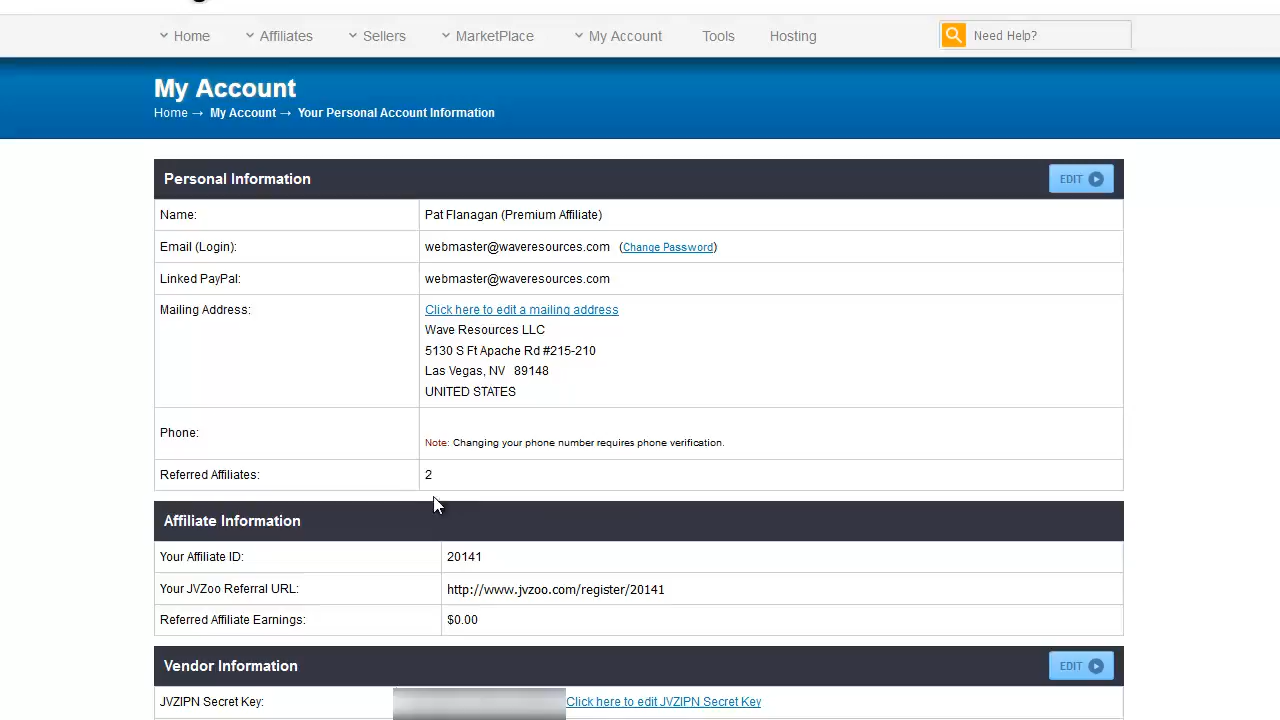 Home Affiliates Sellers MarketPlace My Account Tools Hosting Need Help?
My Account
Home → My Account → Your Personal Account Information
Personal Information EDIT
Name: Pat Flanagan (Premium Affiliate)
Email (Login): webmaster@waveresources.com (Change Password)
Linked PayPal: webmaster@waveresources.com
Mailing Address: Click here to edit a mailing address
Wave Resources LLC
5130 S Ft Apache Rd #215-210
Las Vegas, NV 89148
UNITED STATES
Phone:
Note: Changing your phone number requires phone verification.
Referred Affiliates: 2
Affiliate Information
Your Affiliate ID: 20141
Your JVZoo Referral URL: http://www.jvzoo.com/register/20141
Referred Affiliate Earnings: $0.00
Vendor Information EDIT
JVZIPN Secret Key: Click here to edit JVZIPN Secret Key